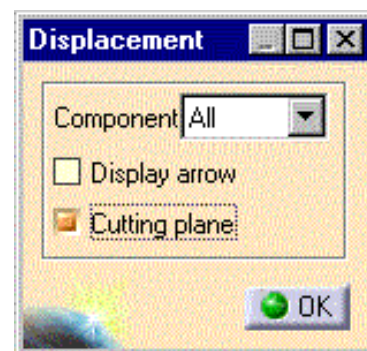 Displacement
Component All
Display arrow
Cutting plane
OK